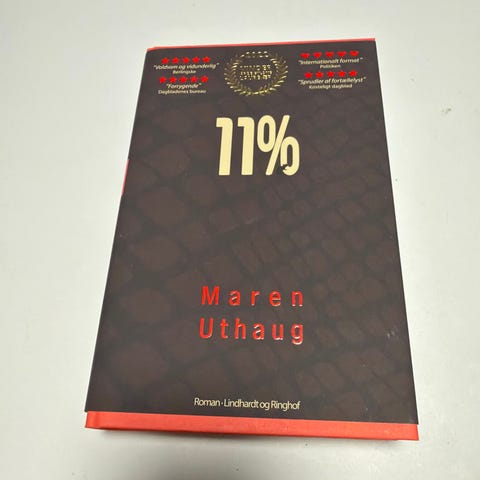 "Voldsom og vidunderlig"
Berlingske
"Forrygende"
Dagbladenes bureau
"Internationalt format"
Politiken
"Sprudler af fortællelyst"
Kristeligt dagblad
11%
Maren
Uthaug
Roman · Lindhardt og Ringhof